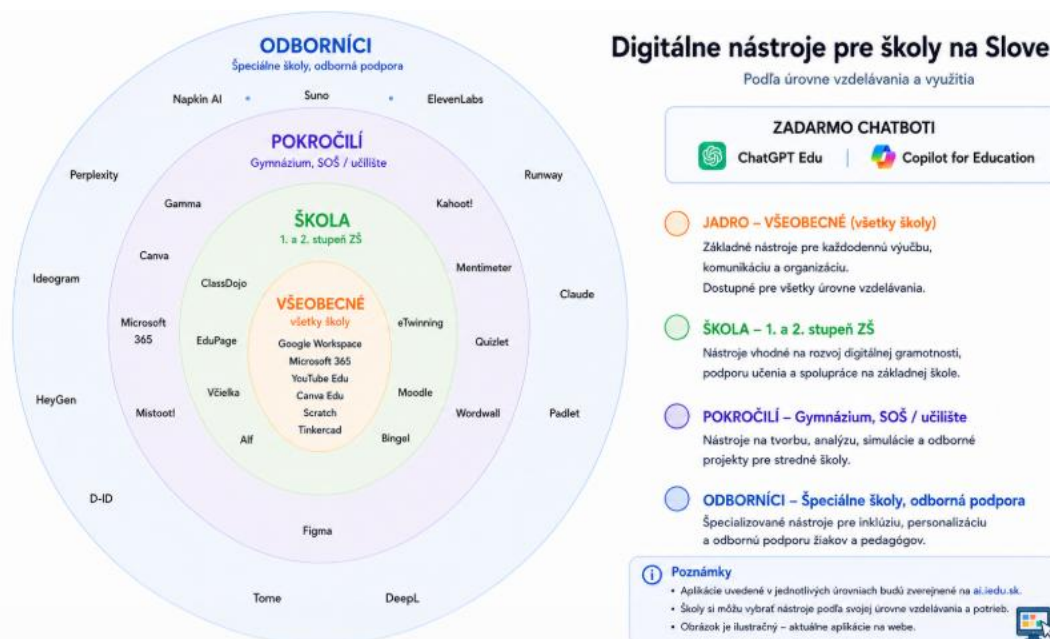 ODBORNÍCI
Špeciálne školy, odborná podpora
Napkin AI
Suno
ElevenLabs
POKROČILÍ
Gymnázium, SOŠ / učilište
Perplexity
Runway
Gamma
Kahoot!
ŠKOLA
1. a 2. stupeň ZŠ
Canva
Mentimeter
Ideogram
ClassDojo
Claude
VŠEOBECNÉ
všetky školy
Microsoft
365
EduPage
eTwinning
Quizlet
Google Workspace
Microsoft 365
YouTube Edu
Canva Edu
Scratch
Tinkercad
Včielka
Moodle
HeyGen
Mistoot!
Wordwall
Padlet
Alf
Bingel
D-ID
Figma
Tome
DeepL
Digitálne nástroje pre školy na Slove
Podľa úrovne vzdelávania a využitia
ZADARMO CHATBOTI
ChatGPT Edu
Copilot for Education
JADRO – VŠEOBECNÉ (všetky školy)
Základné nástroje pre každodennú výučbu,
komunikáciu a organizáciu.
Dostupné pre všetky úrovne vzdelávania.
ŠKOLA – 1. a 2. stupeň ZŠ
Nástroje vhodné na rozvoj digitálnej gramotnosti,
podporu učenia a spolupráce na základnej škole.
POKROČILÍ – Gymnázium, SOŠ / učilište
Nástroje na tvorbu, analýzu, simulácie a odborné
projekty pre stredné školy.
ODBORNÍCI – Špeciálne školy, odborná podpora
Špecializované nástroje pre inklúziu, personalizáciu
a odbornú podporu žiakov a pedagógov.
Poznámky
• Aplikácie uvedené v jednotlivých úrovniach budú zverejnené na ai.iedu.sk.
• Školy si môžu vybrať nástroje podľa svojej úrovne vzdelávania a potrieb.
• Obrázok je ilustračný – aktuálne aplikácie na webe.